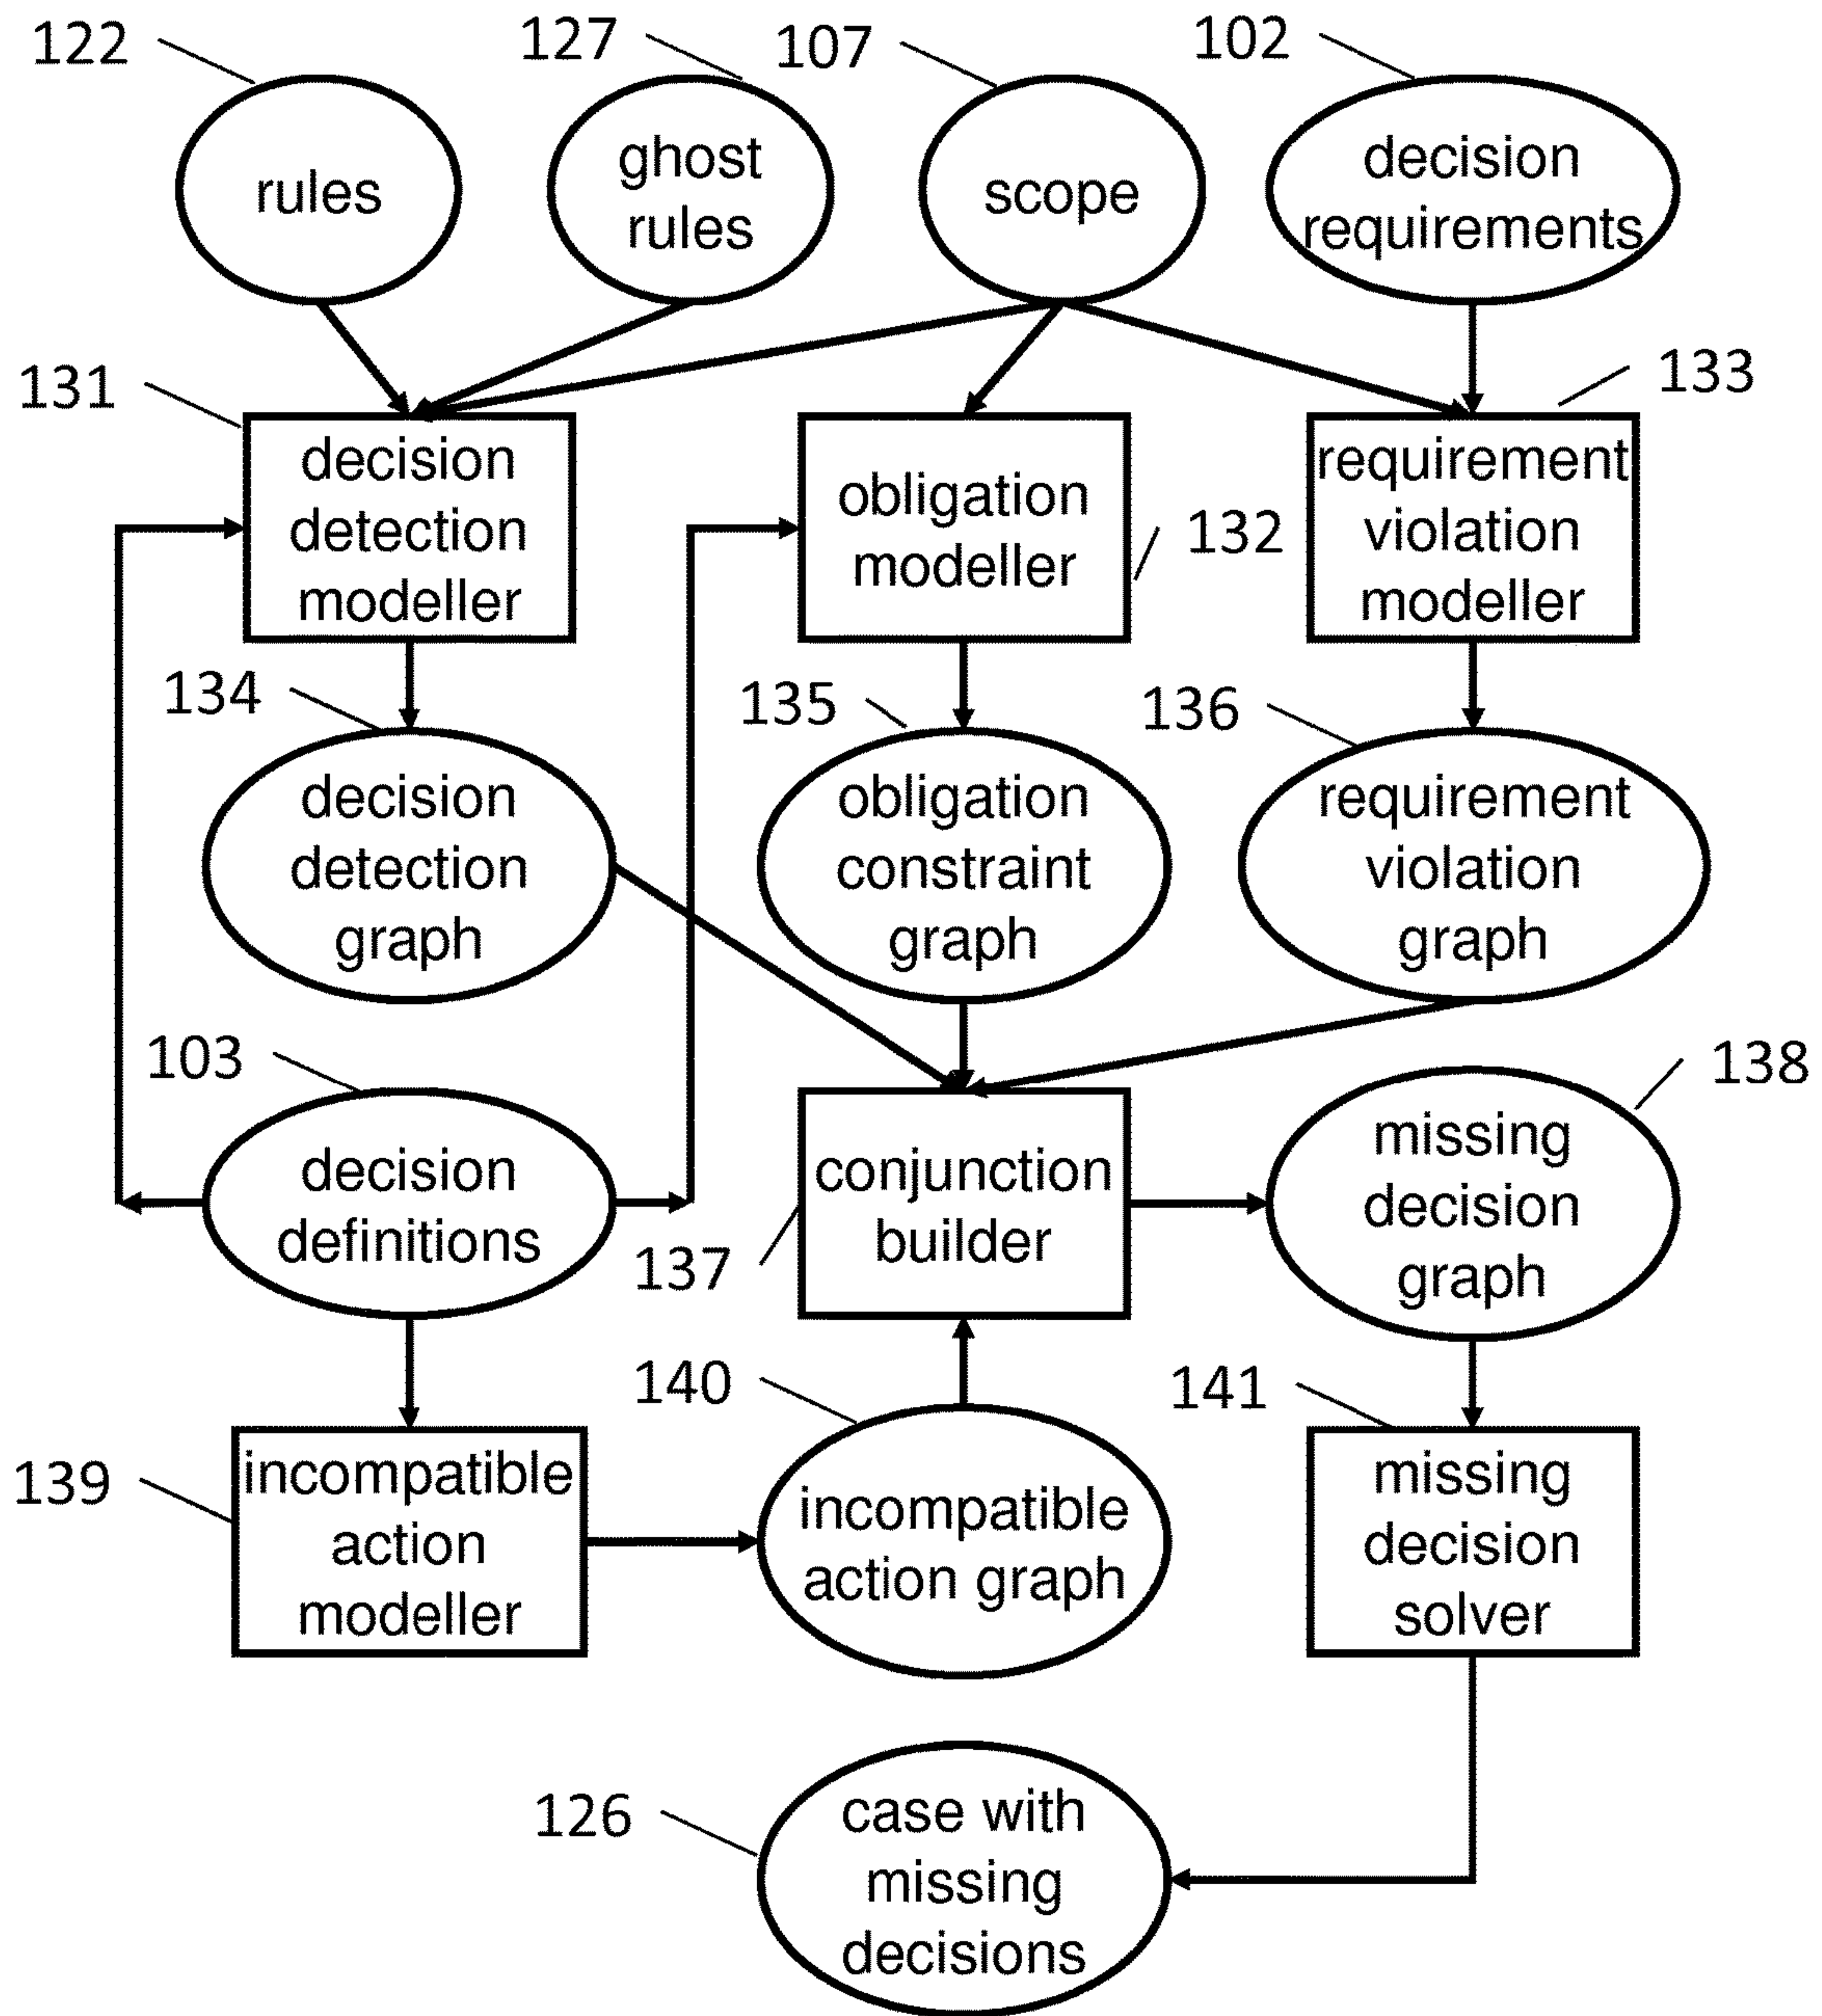 122
127
107
102
rules
ghost
rules
scope
decision
requirements
131
133
decision
detection
modeller
obligation
modeller
132
requirement
violation
modeller
134
135
136
decision
detection
graph
obligation
constraint
graph
requirement
violation
graph
103
138
decision
definitions
conjunction
builder
137
missing
decision
graph
139
140
141
incompatible
action
modeller
incompatible
action graph
missing
decision
solver
126
case with
missing
decisions